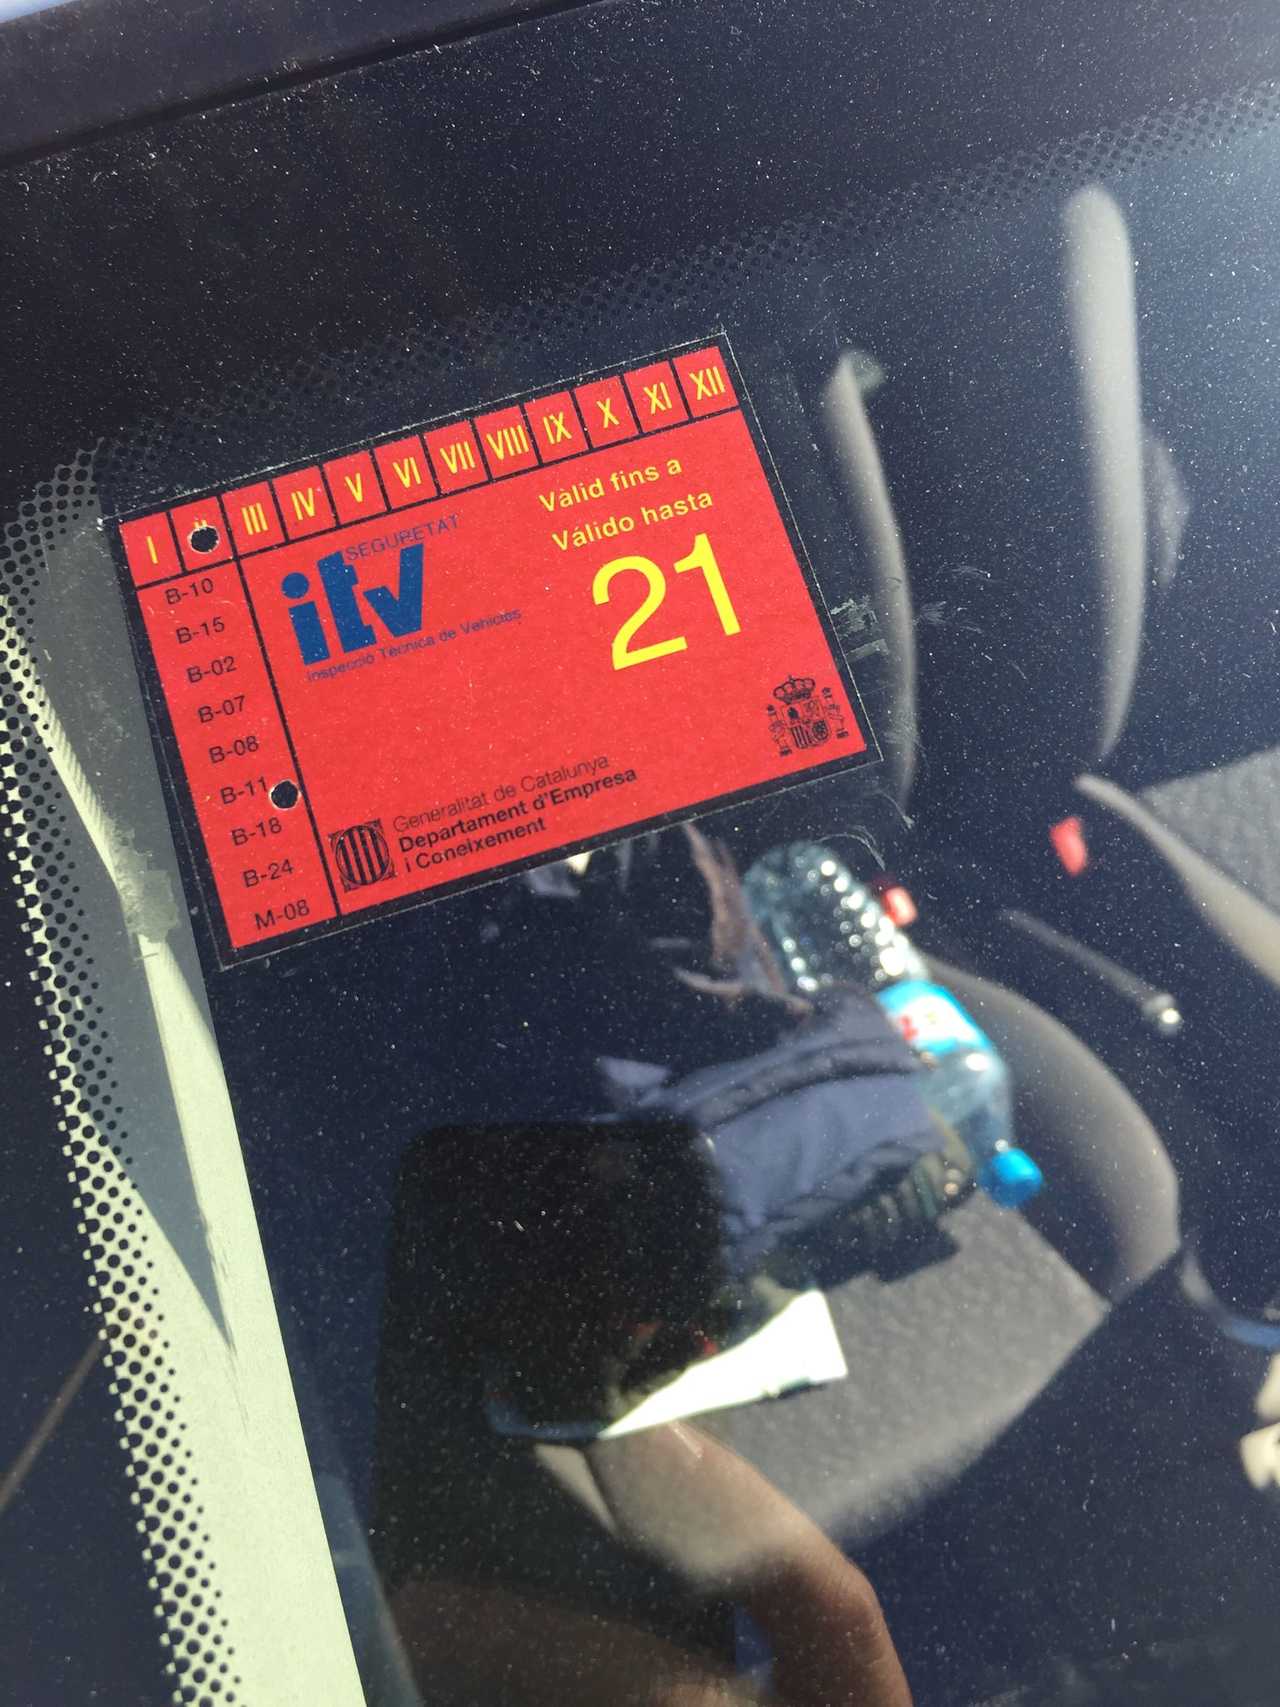 I III IV V VI VII VIII IX X XI XII
B-10
B-15
B-02
B-07
B-08
B-11
B-18
B-24
M-08
SEGURETAT
itv
Inspecció Tècnica de Vehicles
Vàlid fins a
Válido hasta
21
Generalitat de Catalunya
Departament d'Empresa
i Coneixement